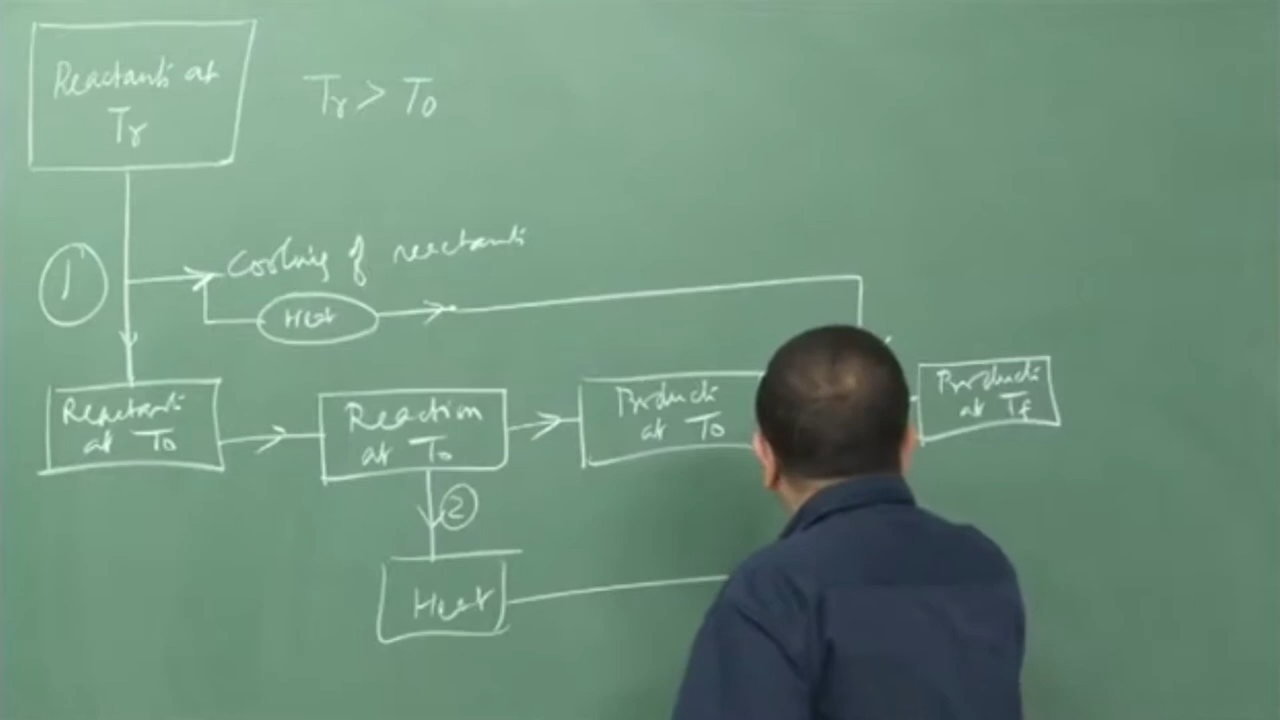 Reactants at
Tr
Tr > To
1
Cooling of reactants
Heat
Reactants
at To
Reaction
at To
Products
at To
Products
at Tf
2
Heat